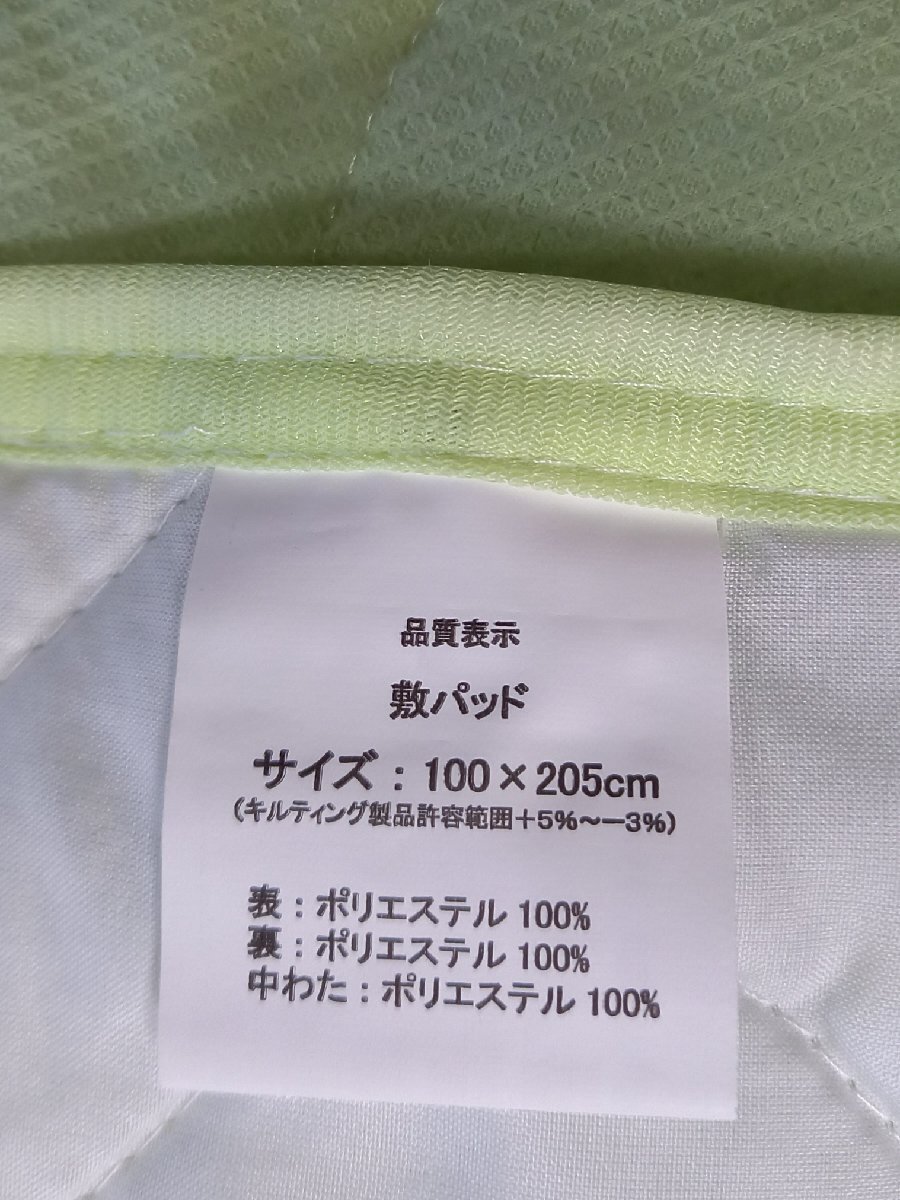 品質表示
敷パッド
サイズ：100×205cm
（キルティング製品許容範囲＋5％～ー3％）
表：ポリエステル 100%
裏：ポリエステル 100%
中わた：ポリエステル 100%